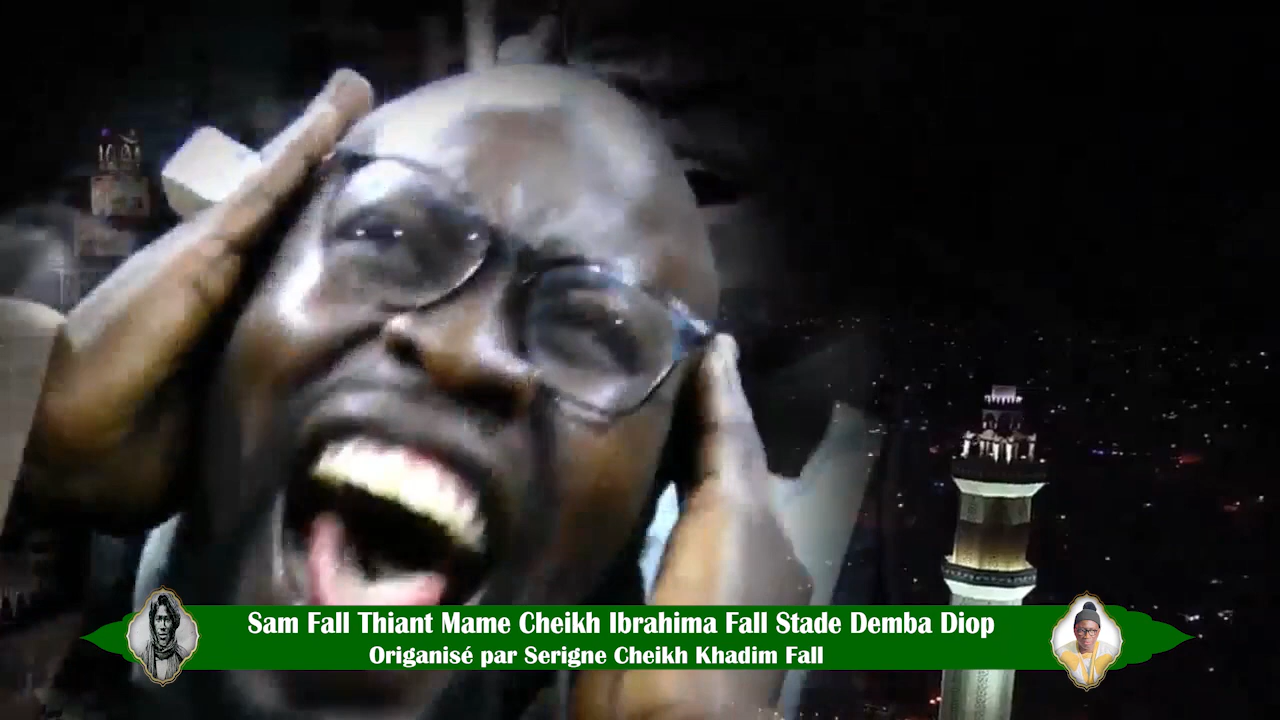 Sam Fall Thiant Mame Cheikh Ibrahima Fall Stade Demba Diop
Origanisé par Serigne Cheikh Khadim Fall